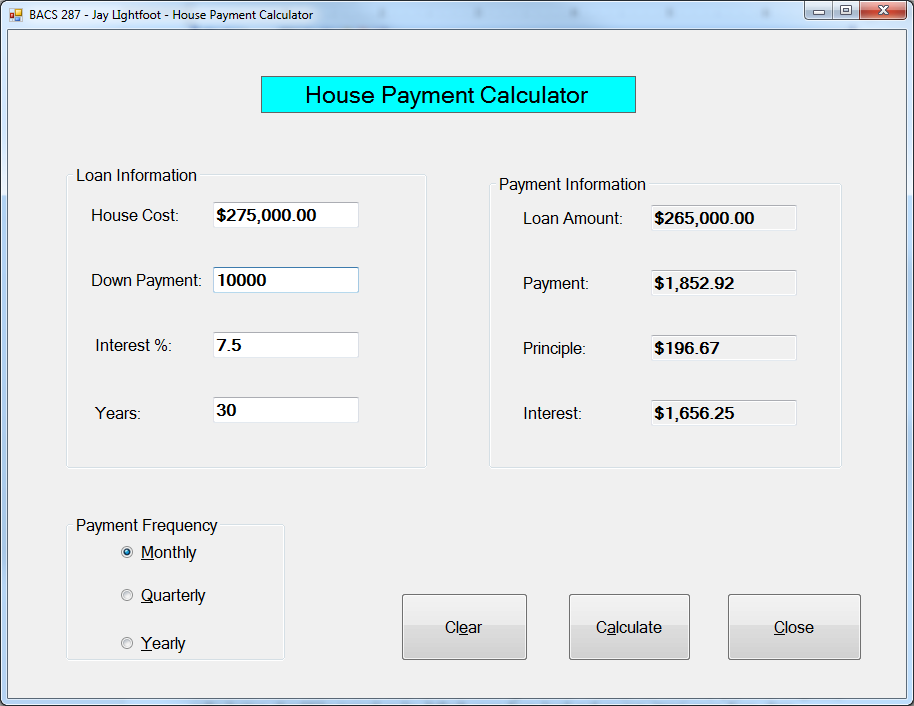 BACS 287 - Jay LIghtfoot - House Payment Calculator
House Payment Calculator
Loan Information
House Cost: $275,000.00
Down Payment: 10000
Interest %: 7.5
Years: 30
Payment Information
Loan Amount: $265,000.00
Payment: $1,852.92
Principle: $196.67
Interest: $1,656.25
Payment Frequency
Monthly
Quarterly
Yearly
Clear
Calculate
Close